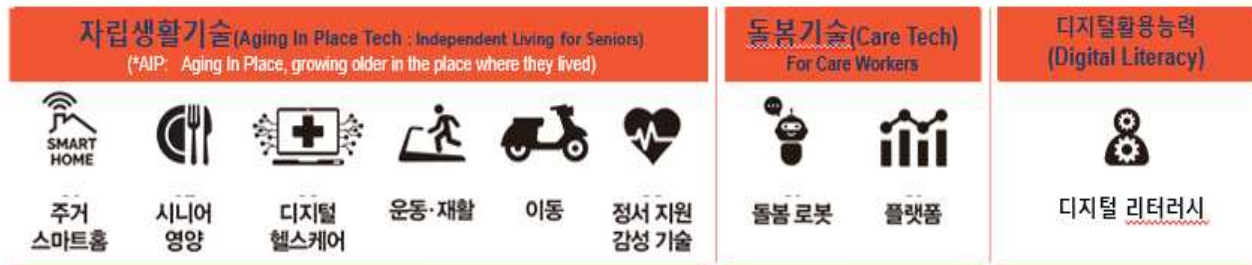 자립생활기술(Aging In Place Tech : Independent Living for Seniors)
(*AIP: Aging In Place, growing older in the place where they lived)
돌봄기술(Care Tech)
For Care Workers
디지털활용능력
(Digital Literacy)
SMART
HOME
주거
스마트홈
시니어
영양
디지털
헬스케어
운동·재활
이동
정서 지원
감성 기술
돌봄 로봇
플랫폼
디지털 리터러시